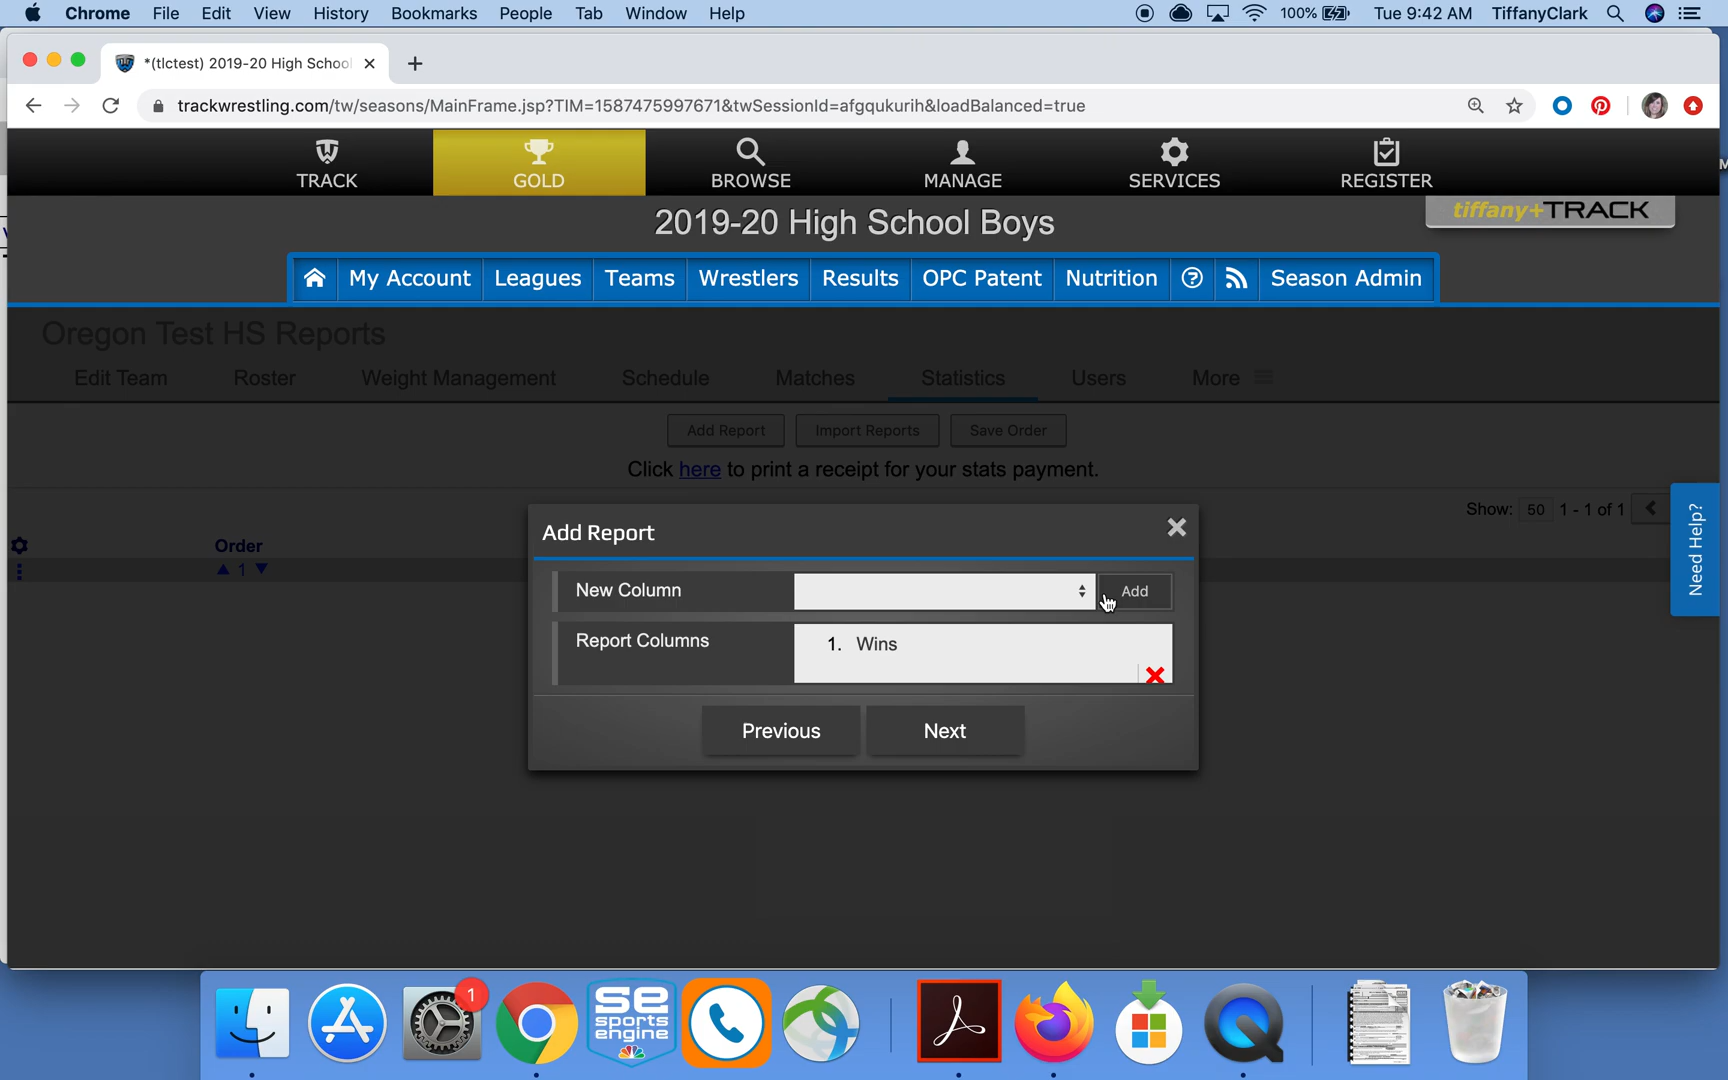 Chrome File Edit View History Bookmarks People Tab Window Help 100% Tue 9:42 AM TiffanyClark
*(tlctest) 2019-20 High School
trackwrestling.com/tw/seasons/MainFrame.jsp?TIM=1587475997671&twSessionId=afgqukurih&loadBalanced=true
TRACK GOLD BROWSE MANAGE SERVICES REGISTER
2019-20 High School Boys
tiffany+TRACK
My Account Leagues Teams Wrestlers Results OPC Patent Nutrition Season Admin
Oregon Test HS Reports
Edit Team Roster Weight Management Schedule Matches Statistics Users More
Add Report Import Reports Save Order
Click here to print a receipt for your stats payment.
Show: 50 1 - 1 of 1
Need Help?
Order
1
Add Report
New Column Add
Report Columns 1. Wins
Previous Next
1
se
sports
engine